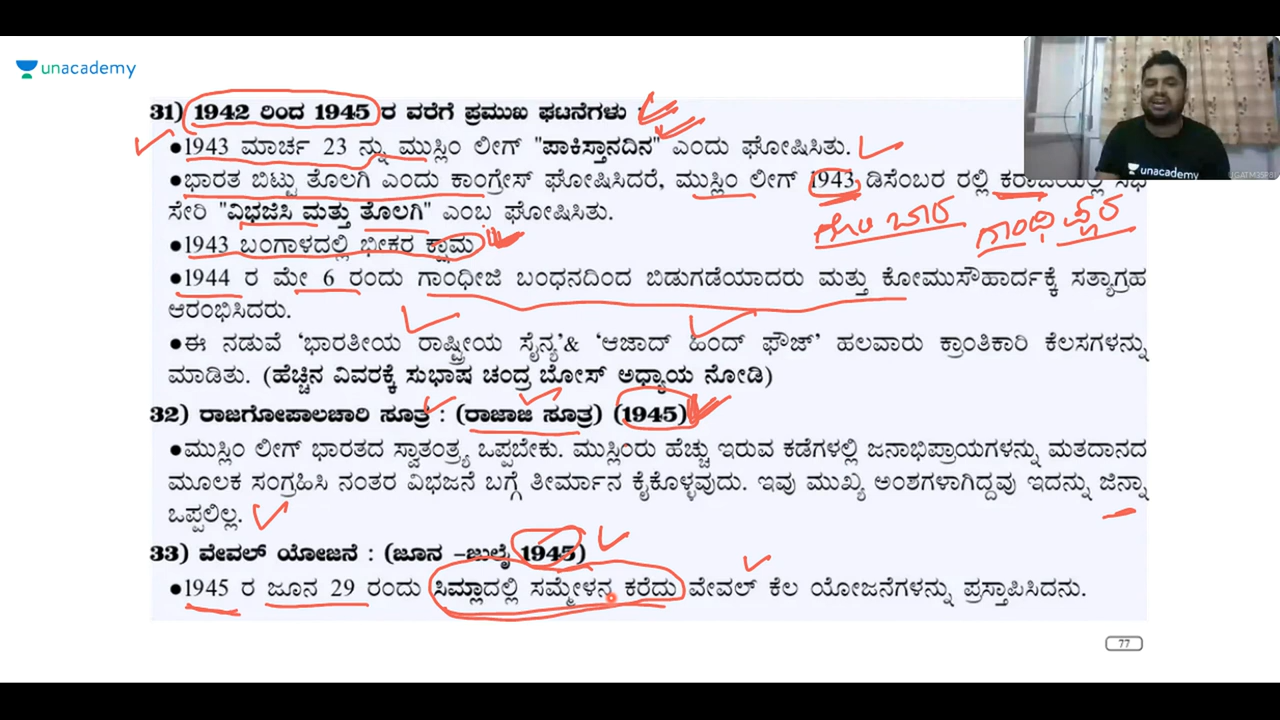 unacademy
31) 1942 ರಿಂದ 1945 ರ ವರೆಗೆ ಪ್ರಮುಖ ಘಟನೆಗಳು :
●1943 ಮಾರ್ಚ 23 ನ್ನು ಮುಸ್ಲಿಂ ಲೀಗ್ "ಪಾಕಿಸ್ತಾನದಿನ" ಎಂದು ಘೋಷಿಸಿತು.
●ಭಾರತ ಬಿಟ್ಟು ತೊಲಗಿ ಎಂದು ಕಾಂಗ್ರೇಸ್ ಘೋಷಿಸಿದರೆ, ಮುಸ್ಲಿಂ ಲೀಗ್ 1943 ಡಿಸೆಂಬರ ರಲ್ಲಿ
ಸೇರಿ "ವಿಭಜಿಸಿ ಮತ್ತು ತೊಲಗಿ" ಎಂಬ ಘೋಷಿಸಿತು.
ಗಾಂಧಿ
●1943 ಬಂಗಾಳದಲ್ಲಿ ಭೀಕರ ಕ್ಷಾಮ
●1944 ರ ಮೇ 6 ರಂದು ಗಾಂಧೀಜಿ ಬಂಧನದಿಂದ ಬಿಡುಗಡೆಯಾದರು ಮತ್ತು ಕೋಮುಸೌಹಾರ್ದಕ್ಕೆ ಸತ್ಯಾಗ್ರಹ
ಆರಂಭಿಸಿದರು.
●ಈ ನಡುವೆ 'ಭಾರತೀಯ ರಾಷ್ಟ್ರೀಯ ಸೈನ್ಯ'& 'ಆಜಾದ್ ಹಿಂದ್ ಫೌಜ್' ಹಲವಾರು ಕ್ರಾಂತಿಕಾರಿ ಕೆಲಸಗಳನ್ನು
ಮಾಡಿತು. (ಹೆಚ್ಚಿನ ವಿವರಕ್ಕೆ ಸುಭಾಷ ಚಂದ್ರ ಬೋಸ್ ಅಧ್ಯಾಯ ನೋಡಿ)
32) ರಾಜಗೋಪಾಲಚಾರಿ ಸೂತ್ರ : (ರಾಜಾಜಿ ಸೂತ್ರ) (1945)
●ಮುಸ್ಲಿಂ ಲೀಗ್ ಭಾರತದ ಸ್ವಾತಂತ್ರ್ಯ ಒಪ್ಪಬೇಕು. ಮುಸ್ಲಿಂರು ಹೆಚ್ಚು ಇರುವ ಕಡೆಗಳಲ್ಲಿ ಜನಾಭಿಪ್ರಾಯಗಳನ್ನು ಮತದಾನದ
ಮೂಲಕ ಸಂಗ್ರಹಿಸಿ ನಂತರ ವಿಭಜನೆ ಬಗ್ಗೆ ತೀರ್ಮಾನ ಕೈಕೊಳ್ಳವುದು. ಇವು ಮುಖ್ಯ ಅಂಶಗಳಾಗಿದ್ದವು ಇದನ್ನು ಜಿನ್ನಾ
ಒಪ್ಪಲಿಲ್ಲ.
33) ವೇವಲ್ ಯೋಜನೆ : (ಜೂನ –ಜುಲೈ 1945)
●1945 ರ ಜೂನ 29 ರಂದು ಸಿಮ್ಲಾದಲ್ಲಿ ಸಮ್ಮೇಳನ ಕರೆದು ವೇವಲ್ ಕೆಲ ಯೋಜನೆಗಳನ್ನು ಪ್ರಸ್ತಾಪಿಸಿದನು.
77
unacademy